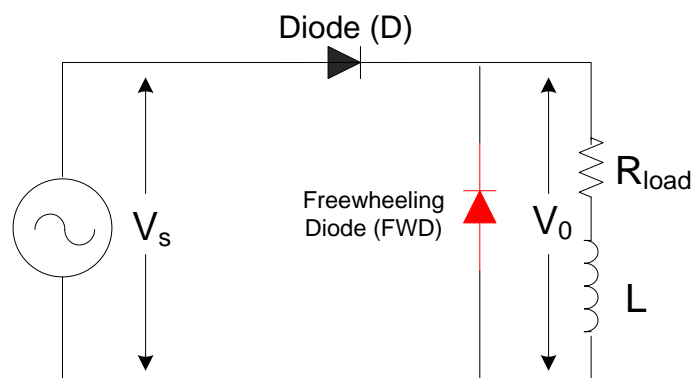 Diode (D)
Vs
Freewheeling
Diode (FWD)
V0
Rload
L